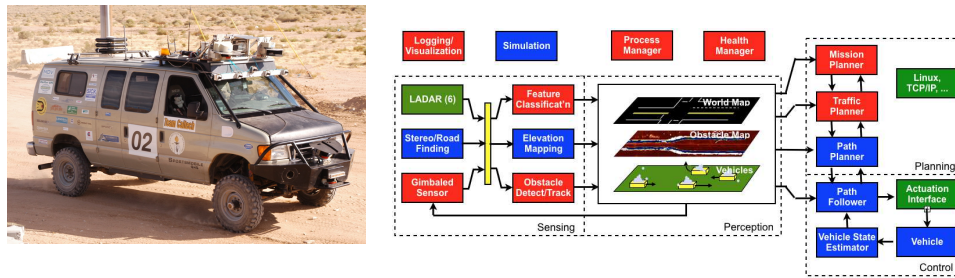 02
Team Caltech
Logging/
Visualization
Simulation
Process
Manager
Health
Manager
Mission
Planner
Linux,
TCP/IP, ...
LADAR (6)
Feature
Classificat'n
World Map
Traffic
Planner
Stereo/Road
Finding
Elevation
Mapping
Obstacle Map
Path
Planner
Gimbaled
Sensor
Obstacle
Detect/Track
Vehicles
Planning
Path
Follower
Actuation
Interface
Sensing
Perception
Vehicle State
Estimator
Vehicle
Control